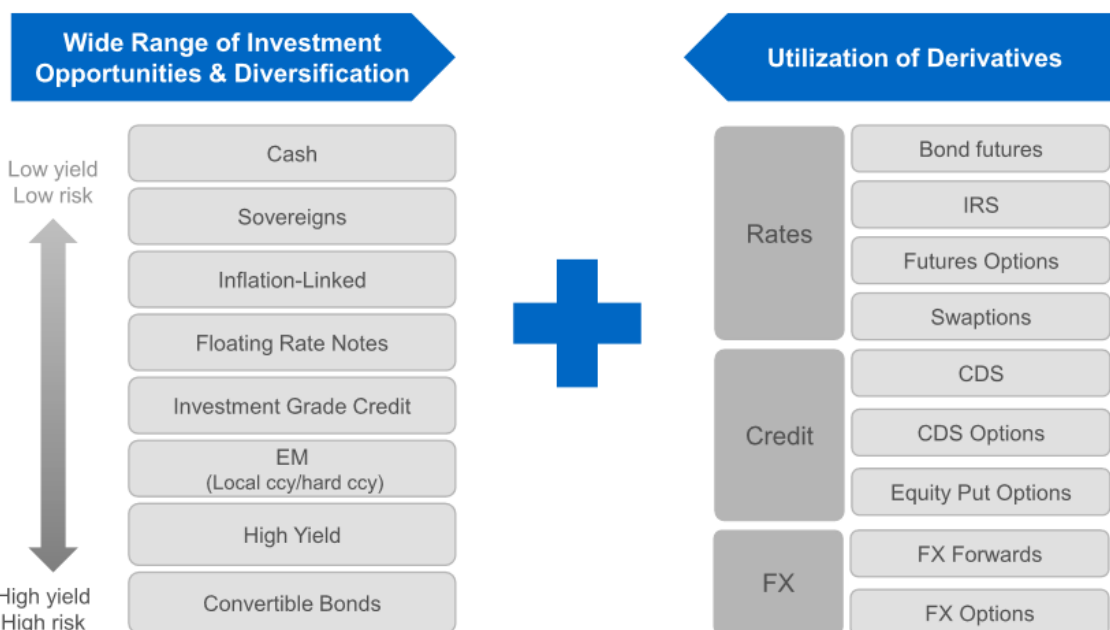 Wide Range of Investment
Opportunities & Diversification
Low yield
Low risk
High yield
High risk
Cash
Sovereigns
Inflation-Linked
Floating Rate Notes
Investment Grade Credit
EM
(Local ccy/hard ccy)
High Yield
Convertible Bonds
Utilization of Derivatives
Rates
Bond futures
IRS
Futures Options
Swaptions
Credit
CDS
CDS Options
Equity Put Options
FX
FX Forwards
FX Options